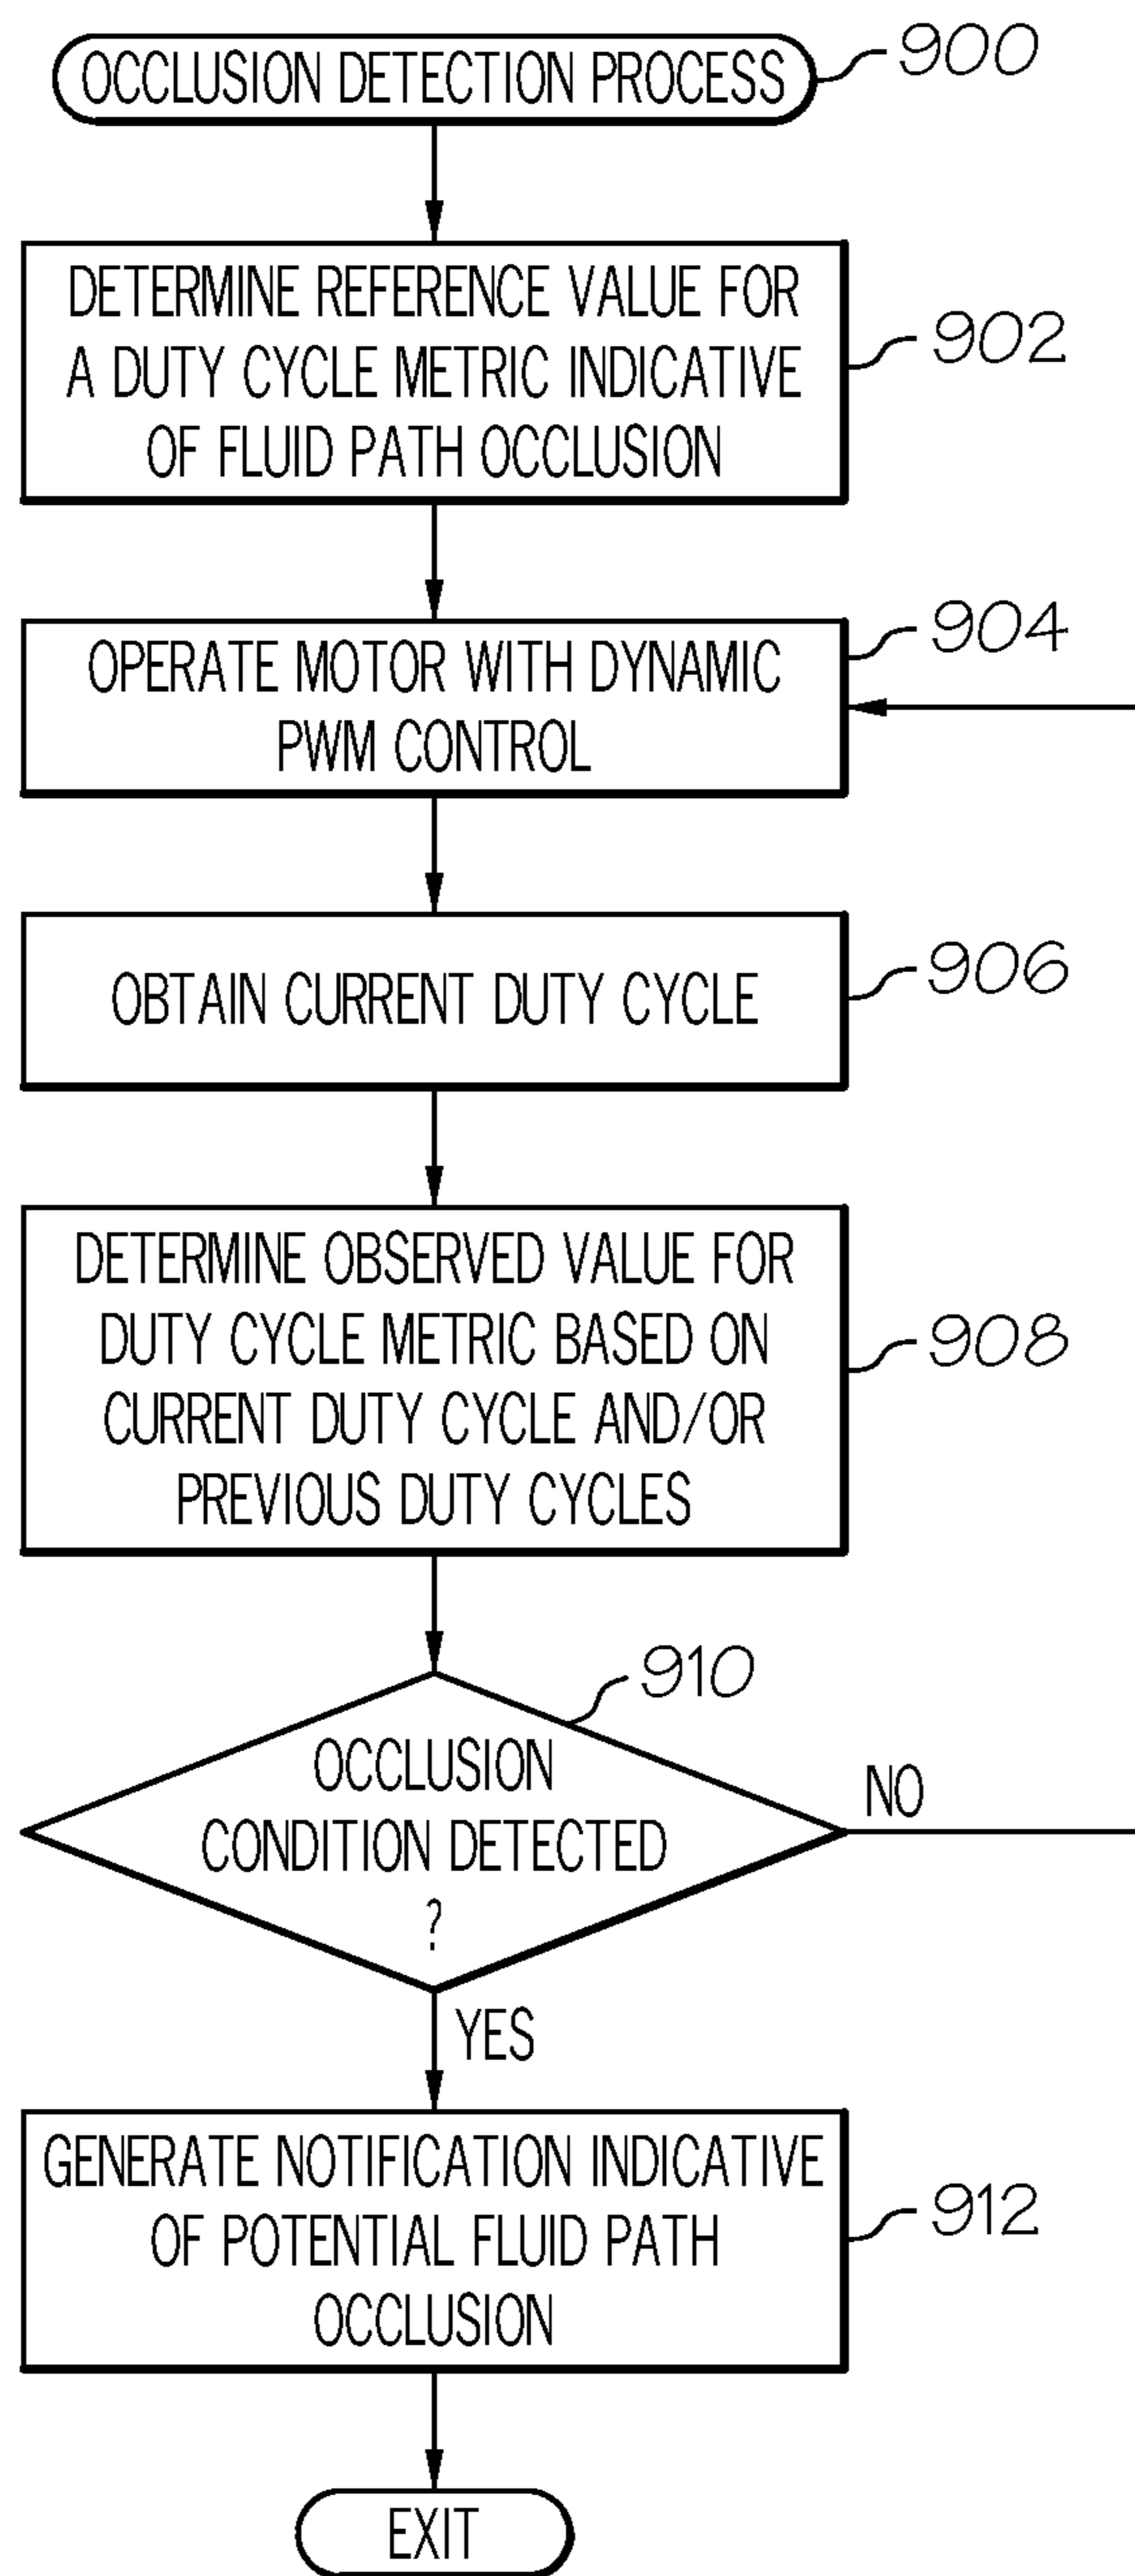 OCCLUSION DETECTION PROCESS
900
DETERMINE REFERENCE VALUE FOR
A DUTY CYCLE METRIC INDICATIVE
OF FLUID PATH OCCLUSION
902
OPERATE MOTOR WITH DYNAMIC
PWM CONTROL
904
OBTAIN CURRENT DUTY CYCLE
906
DETERMINE OBSERVED VALUE FOR
DUTY CYCLE METRIC BASED ON
CURRENT DUTY CYCLE AND/OR
PREVIOUS DUTY CYCLES
908
910
OCCLUSION
CONDITION DETECTED
?
NO
YES
GENERATE NOTIFICATION INDICATIVE
OF POTENTIAL FLUID PATH
OCCLUSION
912
EXIT